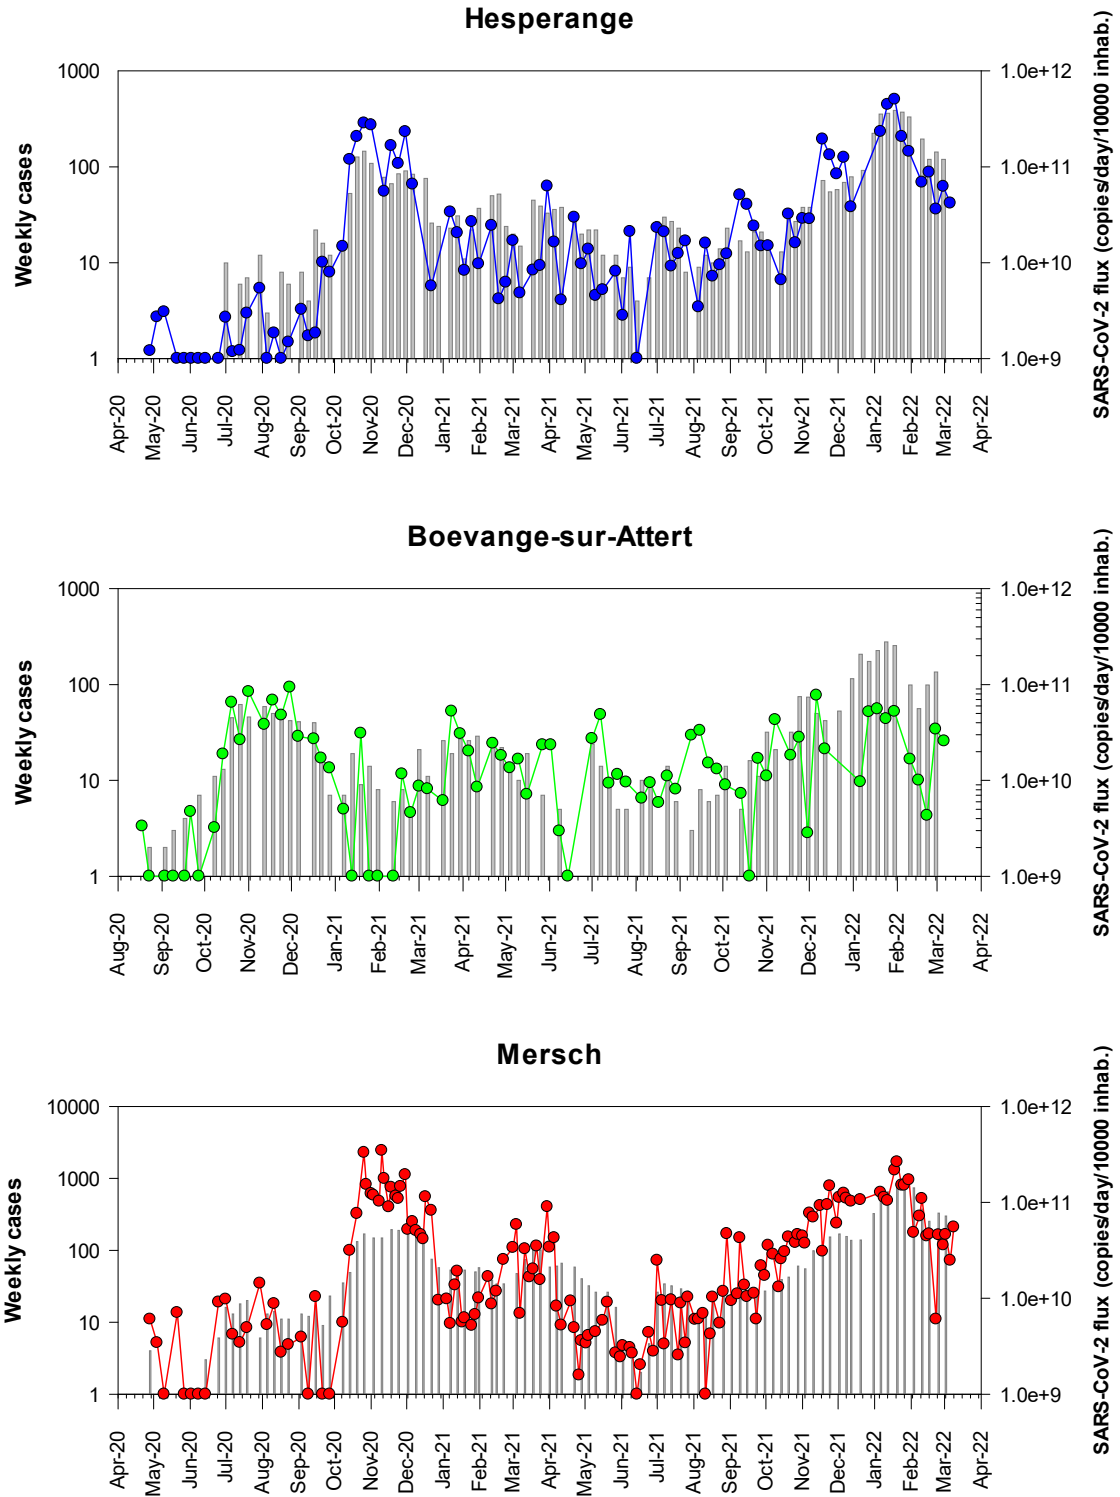 Hesperange
Weekly cases
1000
100
10
1
1.0e+12
1.0e+11
1.0e+10
1.0e+9
SARS-CoV-2 flux (copies/day/10000 inhab.)
Apr-20
May-20
Jun-20
Jul-20
Aug-20
Sep-20
Oct-20
Nov-20
Dec-20
Jan-21
Feb-21
Mar-21
Apr-21
May-21
Jun-21
Jul-21
Aug-21
Sep-21
Oct-21
Nov-21
Dec-21
Jan-22
Feb-22
Mar-22
Apr-22
Boevange-sur-Attert
Weekly cases
1000
100
10
1
1.0e+12
1.0e+11
1.0e+10
1.0e+9
SARS-CoV-2 flux (copies/day/10000 inhab.)
Aug-20
Sep-20
Oct-20
Nov-20
Dec-20
Jan-21
Feb-21
Mar-21
Apr-21
May-21
Jun-21
Jul-21
Aug-21
Sep-21
Oct-21
Nov-21
Dec-21
Jan-22
Feb-22
Mar-22
Apr-22
Mersch
Weekly cases
10000
1000
100
10
1
1.0e+12
1.0e+11
1.0e+10
1.0e+9
SARS-CoV-2 flux (copies/day/10000 inhab.)
Apr-20
May-20
Jun-20
Jul-20
Aug-20
Sep-20
Oct-20
Nov-20
Dec-20
Jan-21
Feb-21
Mar-21
Apr-21
May-21
Jun-21
Jul-21
Aug-21
Sep-21
Oct-21
Nov-21
Dec-21
Jan-22
Feb-22
Mar-22
Apr-22